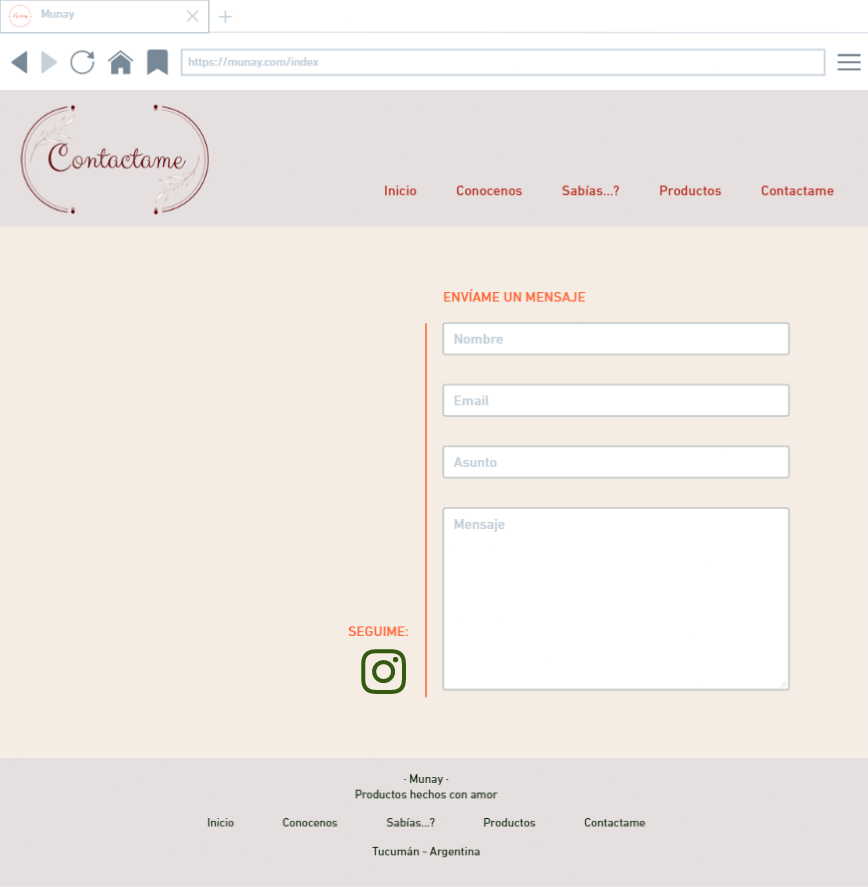 Munay
https://munay.com/index
Contactame
Inicio Conocenos Sabías...? Productos Contactame
ENVÍAME UN MENSAJE
Nombre
Email
Asunto
Mensaje
SEGUIME:
· Munay ·
Productos hechos con amor
Inicio Conocenos Sabías...? Productos Contactame
Tucumán - Argentina